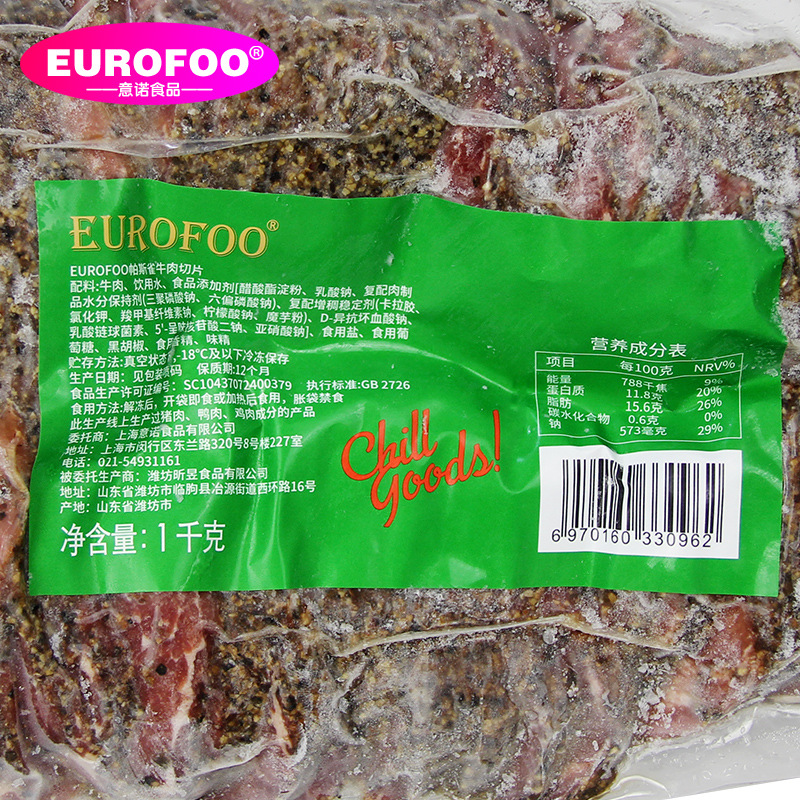 EUROFOO®
意诺食品
EUROFOO®
EUROFOO帕斯雀牛肉切片
配料:牛肉、饮用水、食品添加剂[醋酸酯淀粉、乳酸钠、复配肉制
品水分保持剂(三聚磷酸钠、六偏磷酸钠)、复配增稠稳定剂(卡拉胶、
氯化钾、羧甲基纤维素钠、柠檬酸钠、魔芋粉)、D-异抗坏血酸钠、
乳酸链球菌素、5'-呈味核苷酸二钠、亚硝酸钠]、食用盐、食用葡
萄糖、黑胡椒、食用香精、味精
贮存方法:真空状态 -18℃及以下冷冻保存
生产日期:见包装喷码 保质期:12个月
食品生产许可证编号:SC10437072400379 执行标准:GB 2726
食用方法:解冻后,开袋即食或加热后食用,胀袋禁食
此生产线上生产过猪肉、鸭肉、鸡肉成分的产品
委托商:上海意诺食品有限公司
地址:上海市闵行区东兰路320号8号楼227室
电话:021-54931161
被委托生产商:潍坊昕昱食品有限公司
地址:山东省潍坊市临朐县冶源街道西环路16号
产地:山东省潍坊市
净含量:1千克
Chill
Goods!
营养成分表
项目 每100克 NRV%
能量 788千焦 9%
蛋白质 11.8克 20%
脂肪 15.6克 26%
碳水化合物 0.6克 0%
钠 573毫克 29%
6 970160 330962